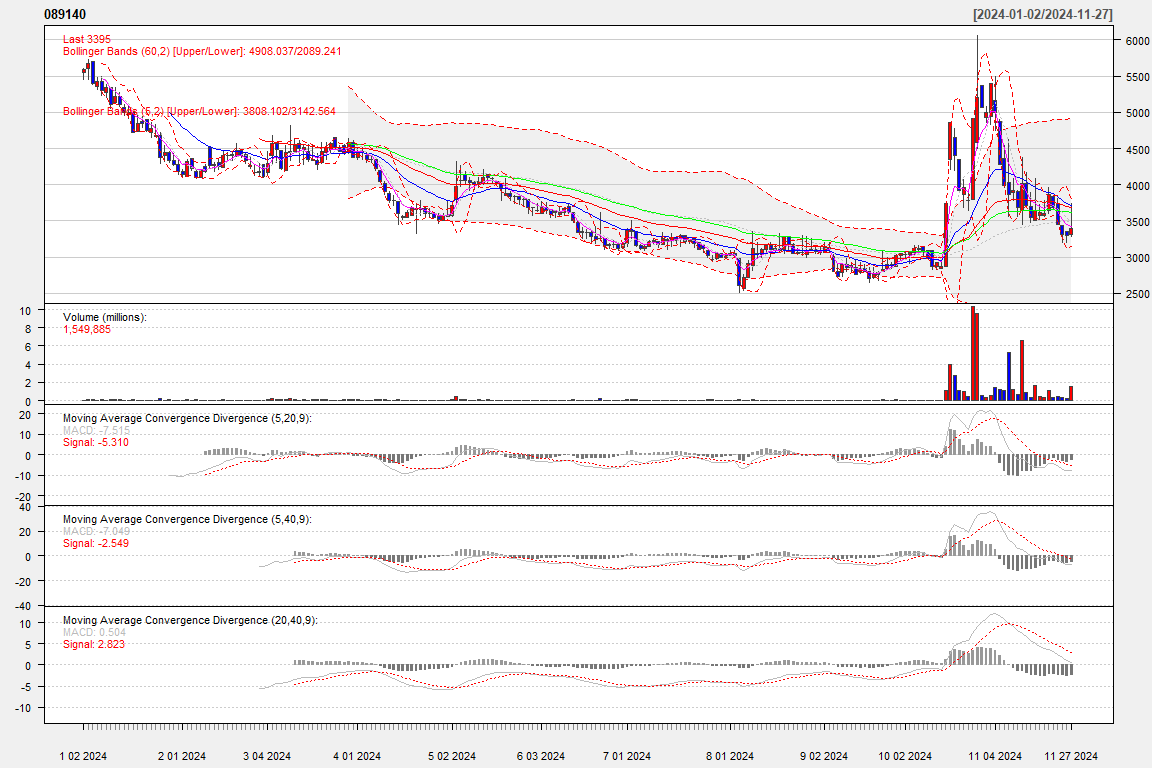 089140 [2024-01-02/2024-11-27]
Last 3395
Bollinger Bands (60,2) [Upper/Lower]: 4908.037/2089.241
Bollinger Bands (5,2) [Upper/Lower]: 3808.102/3142.564
6000
5500
5000
4500
4000
3500
3000
2500
Volume (millions):
1,549,885
10
8
6
4
2
0
Moving Average Convergence Divergence (5,20,9):
MACD: -7.515
Signal: -5.310
20
10
0
-10
-20
Moving Average Convergence Divergence (5,40,9):
MACD: -7.049
Signal: -2.549
40
20
0
-20
-40
Moving Average Convergence Divergence (20,40,9):
MACD: 0.504
Signal: 2.823
10
5
0
-5
-10
1 02 2024 2 01 2024 3 04 2024 4 01 2024 5 02 2024 6 03 2024 7 01 2024 8 01 2024 9 02 2024 10 02 2024 11 04 2024 11 27 2024